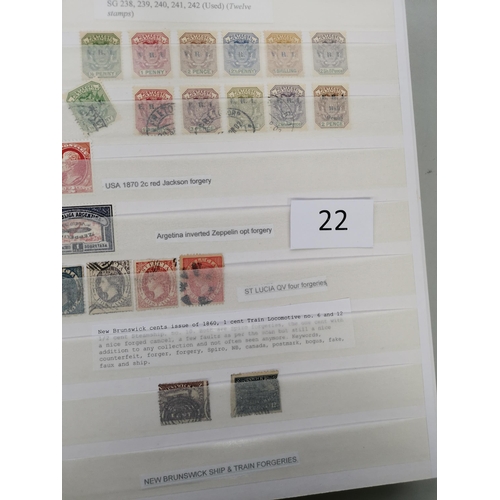 SG 238, 239, 240, 241, 242 (Used) (Twelve
stamps)
USA 1870 2c red Jackson forgery
Argetina inverted Zeppelin opt forgery
22
ST LUCIA QV four forgeries
New Brunswick cents issue of 1860, 1 cent Train Locomotive no. 6 and 12
a nice forged cancel, a few faults as per the scan but still a nice
addition to any collection and not often seen anymore. Keywords,
counterfeit, forger, forgery, Spiro, NB, canada, postmark, bogus, fake,
faux and ship.
NEW BRUNSWICK SHIP & TRAIN FORGERIES